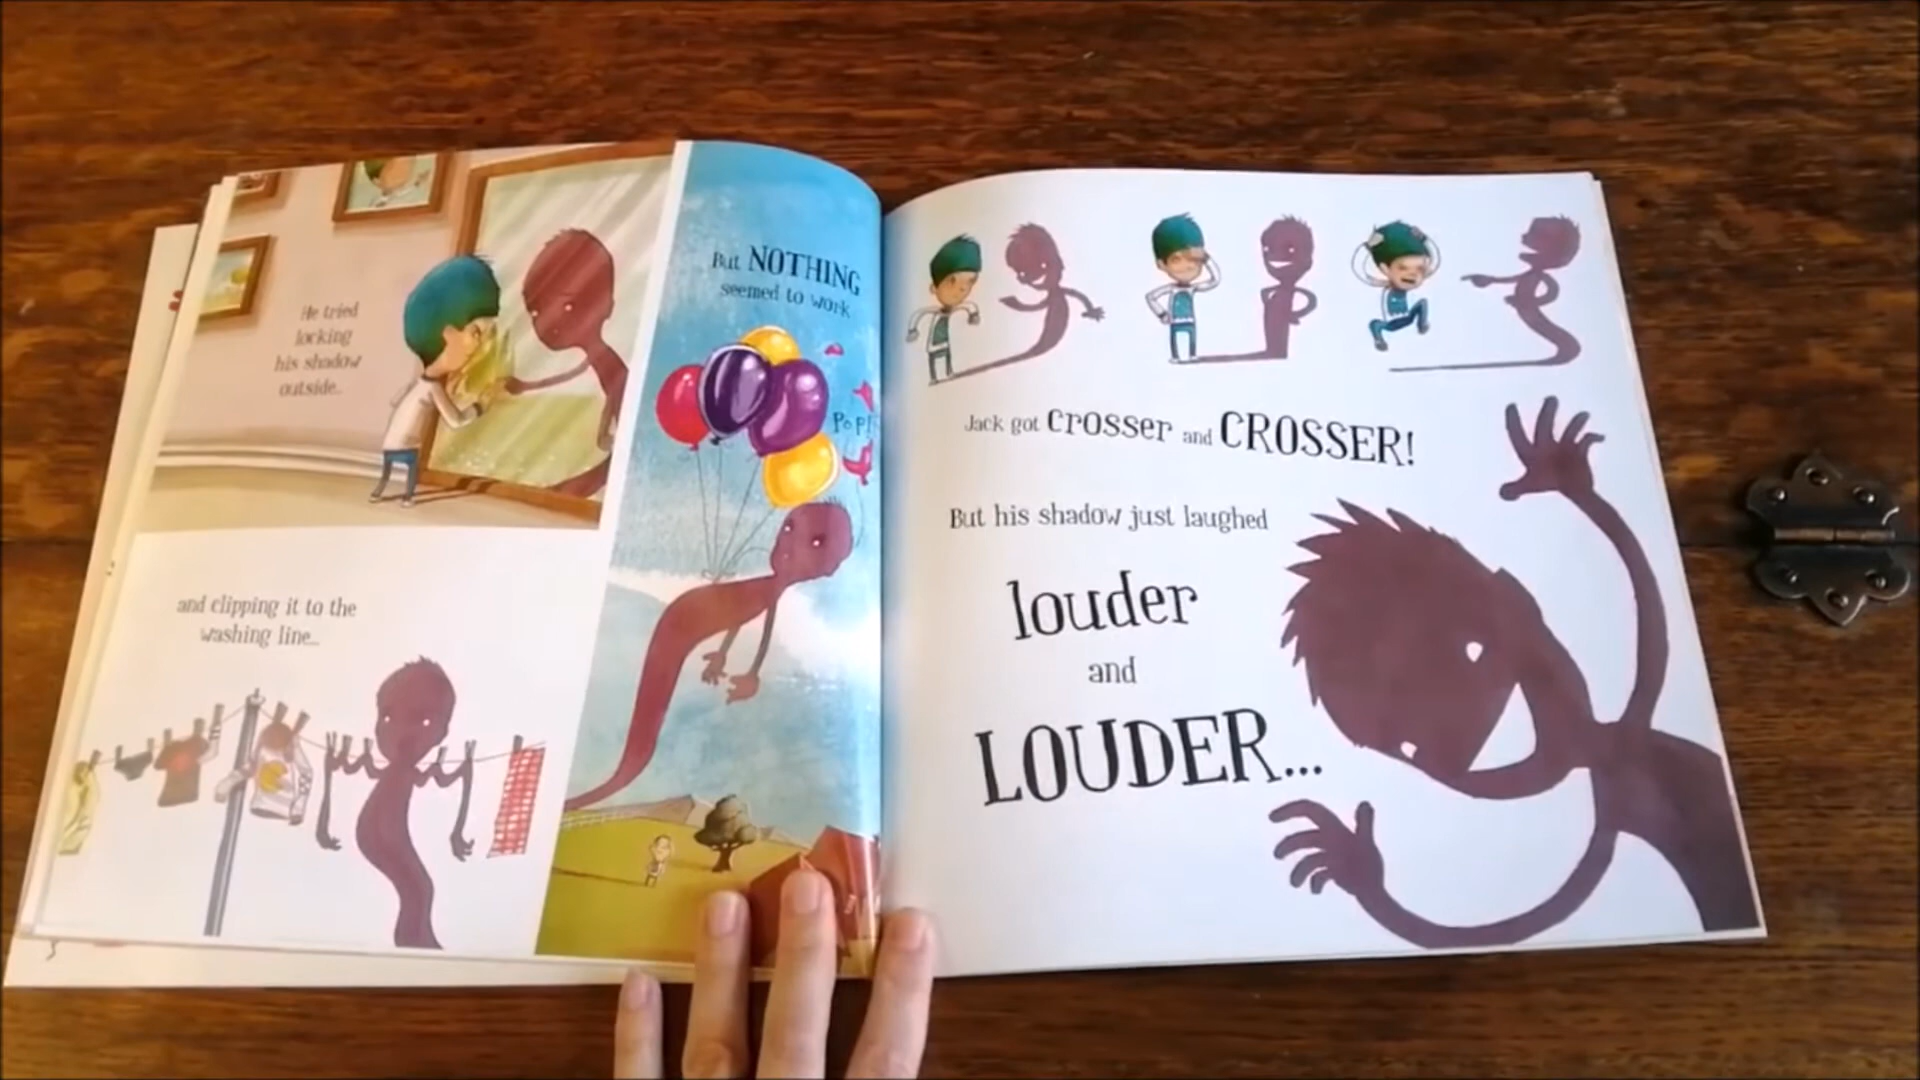 He tried
locking
his shadow
outside..
and clipping it to the
washing line...
But NOTHING
seemed to work
Pop!
Jack got crosser and CROSSER!
But his shadow just laughed
louder
and
LOUDER...